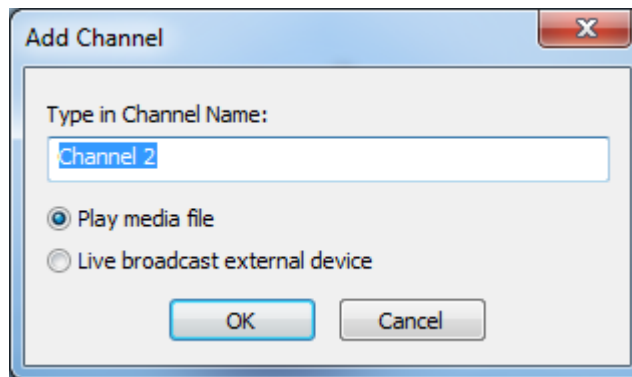 Add Channel
Type in Channel Name:
Channel 2
Play media file
Live broadcast external device
OK Cancel